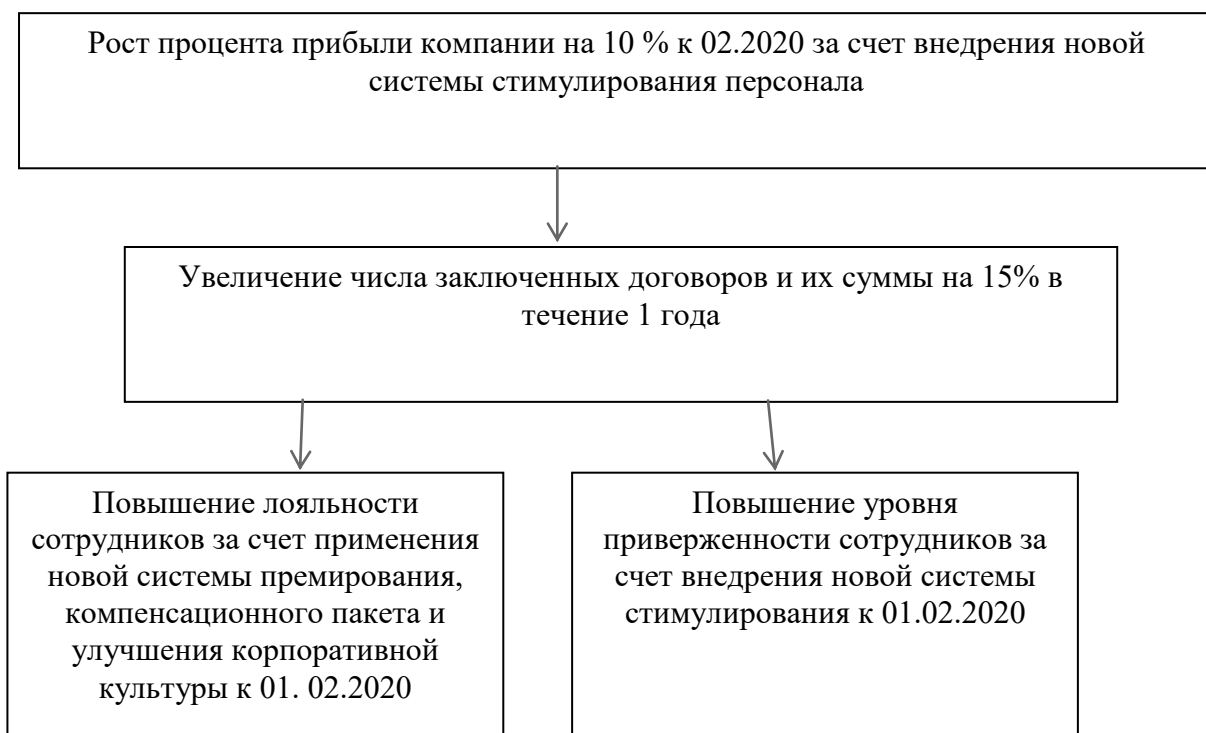 Рост процента прибыли компании на 10 % к 02.2020 за счет внедрения новой
системы стимулирования персонала
Увеличение числа заключенных договоров и их суммы на 15% в
течение 1 года
Повышение лояльности
сотрудников за счет применения
новой системы премирования,
компенсационного пакета и
улучшения корпоративной
культуры к 01. 02.2020
Повышение уровня
приверженности сотрудников за
счет внедрения новой системы
стимулирования к 01.02.2020